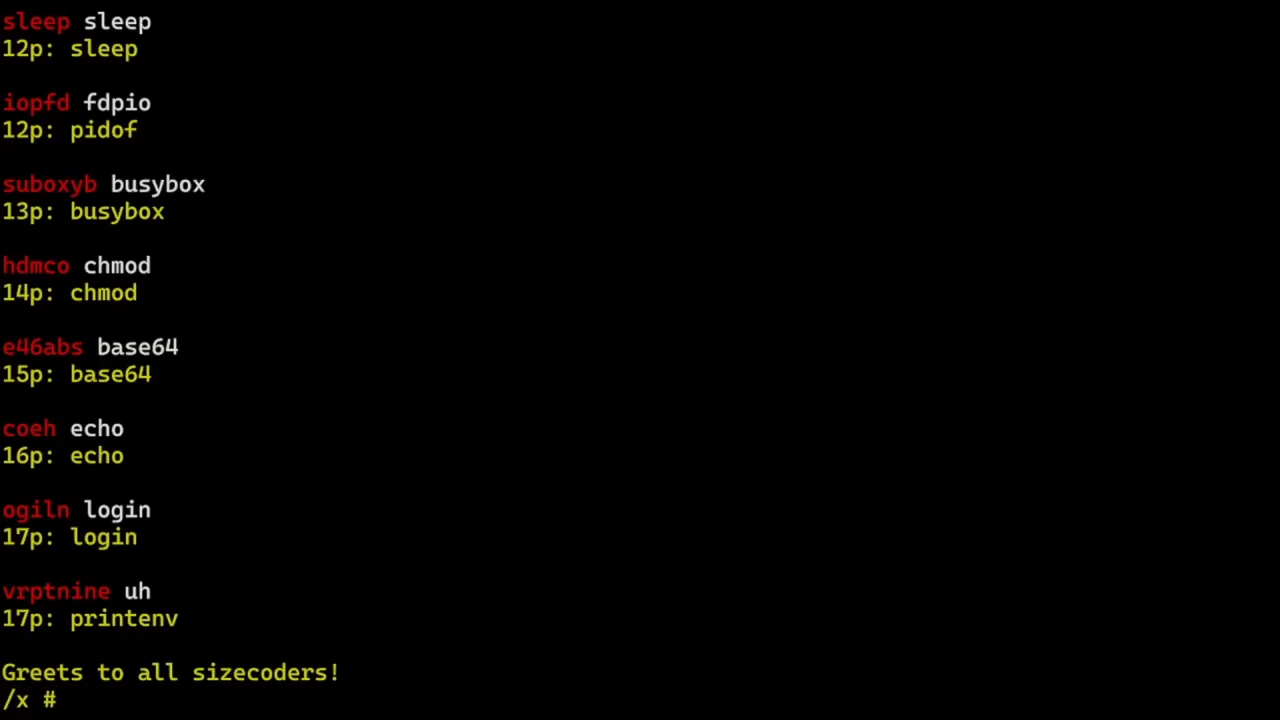 sleep sleep
12p: sleep
iopfd fdpio
12p: pidof
suboxyb busybox
13p: busybox
hdmco chmod
14p: chmod
e46abs base64
15p: base64
coeh echo
16p: echo
ogiln login
17p: login
vrptnine uh
17p: printenv
Greets to all sizecoders!
/x #